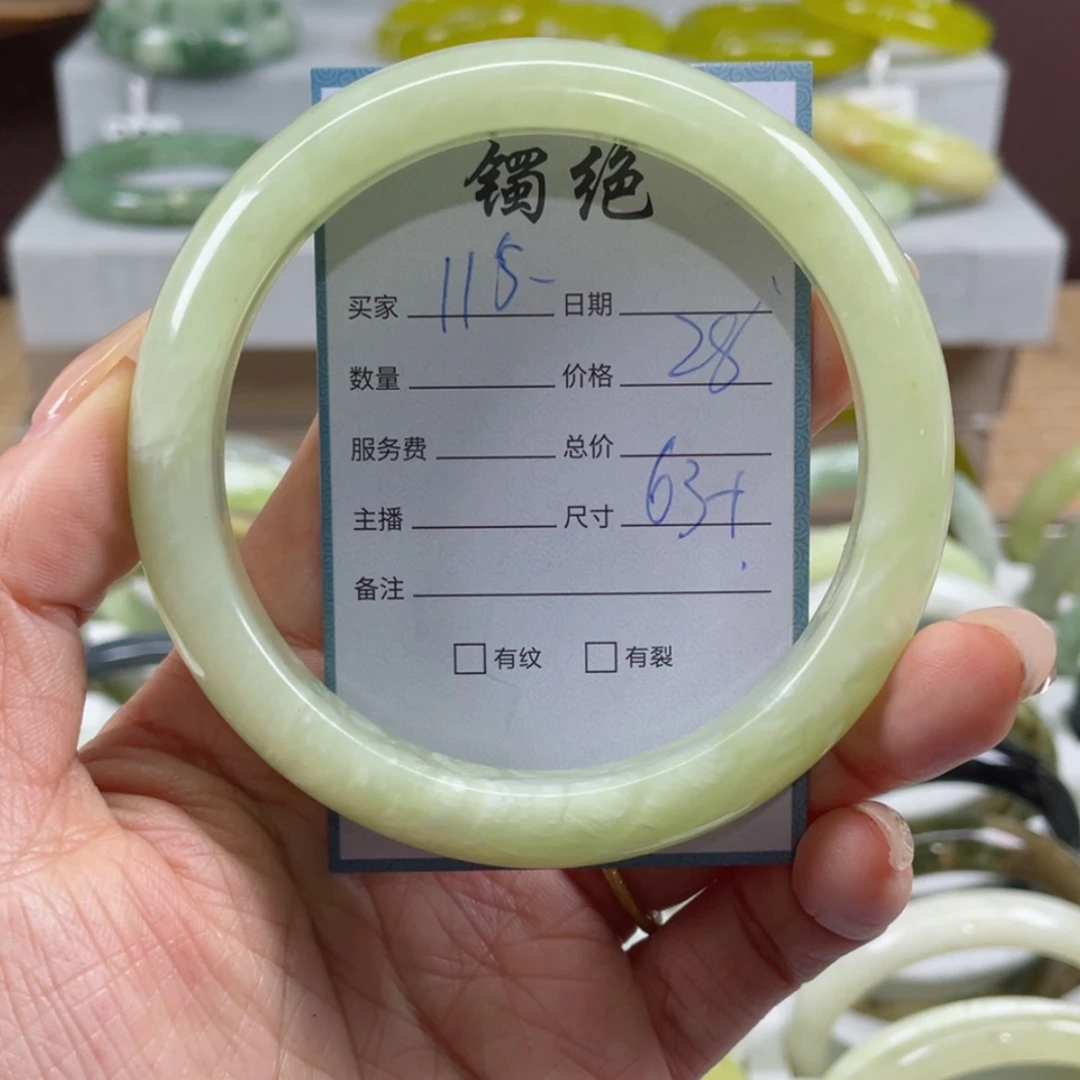 镯绝
买家 115- 日期
数量 价格 28
服务费 总价
主播 尺寸 63+
备注
有纹 有裂